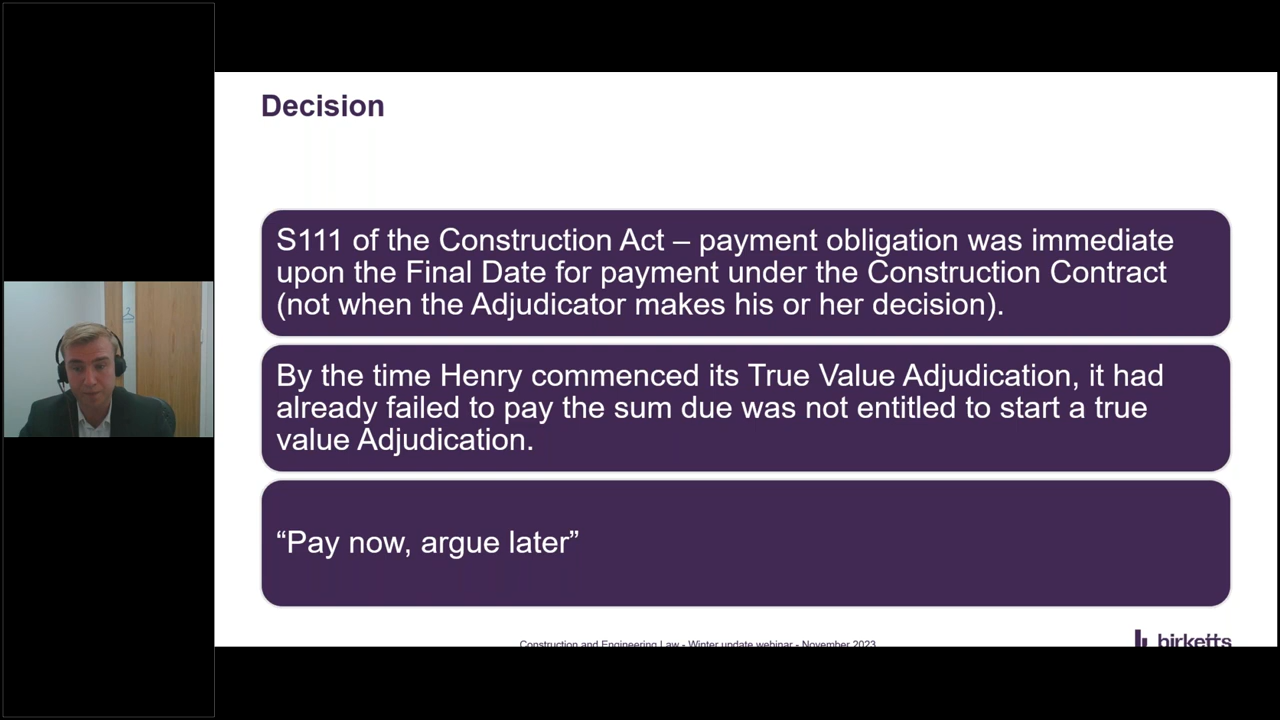 Decision
S111 of the Construction Act – payment obligation was immediate
upon the Final Date for payment under the Construction Contract
(not when the Adjudicator makes his or her decision).
By the time Henry commenced its True Value Adjudication, it had
already failed to pay the sum due was not entitled to start a true
value Adjudication.
“Pay now, argue later”
Construction and Engineering Law - Winter update webinar - November 2023
birketts